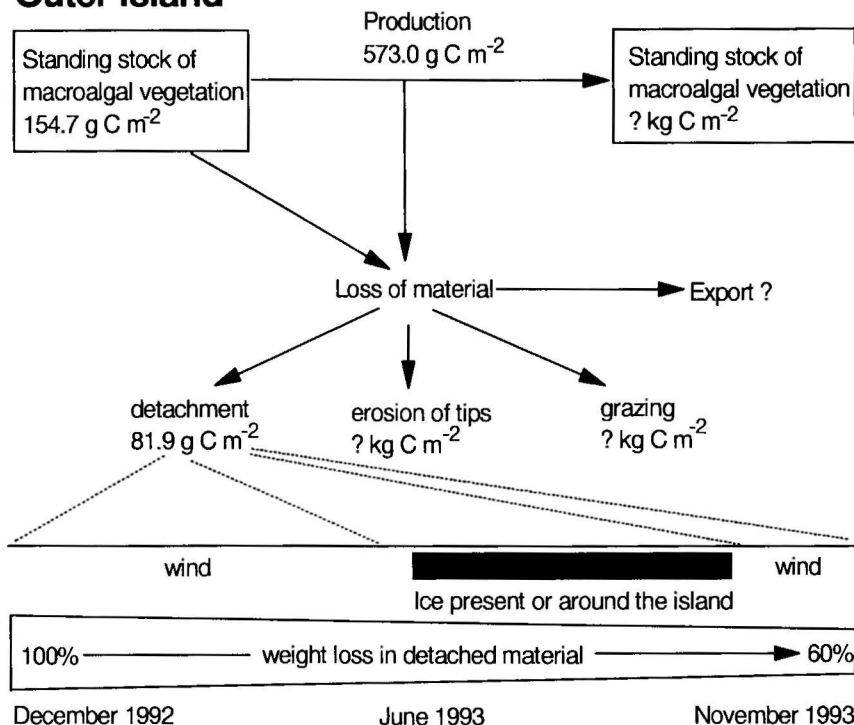 Outer Island
Production
573.0 g C m-2
Standing stock of
macroalgal vegetation
154.7 g C m-2
Standing stock of
macroalgal vegetation
? kg C m-2
Loss of material
Export ?
detachment
81.9 g C m-2
erosion of tips
? kg C m-2
grazing
? kg C m-2
wind
wind
Ice present or around the island
100%
weight loss in detached material
60%
December 1992
June 1993
November 1993